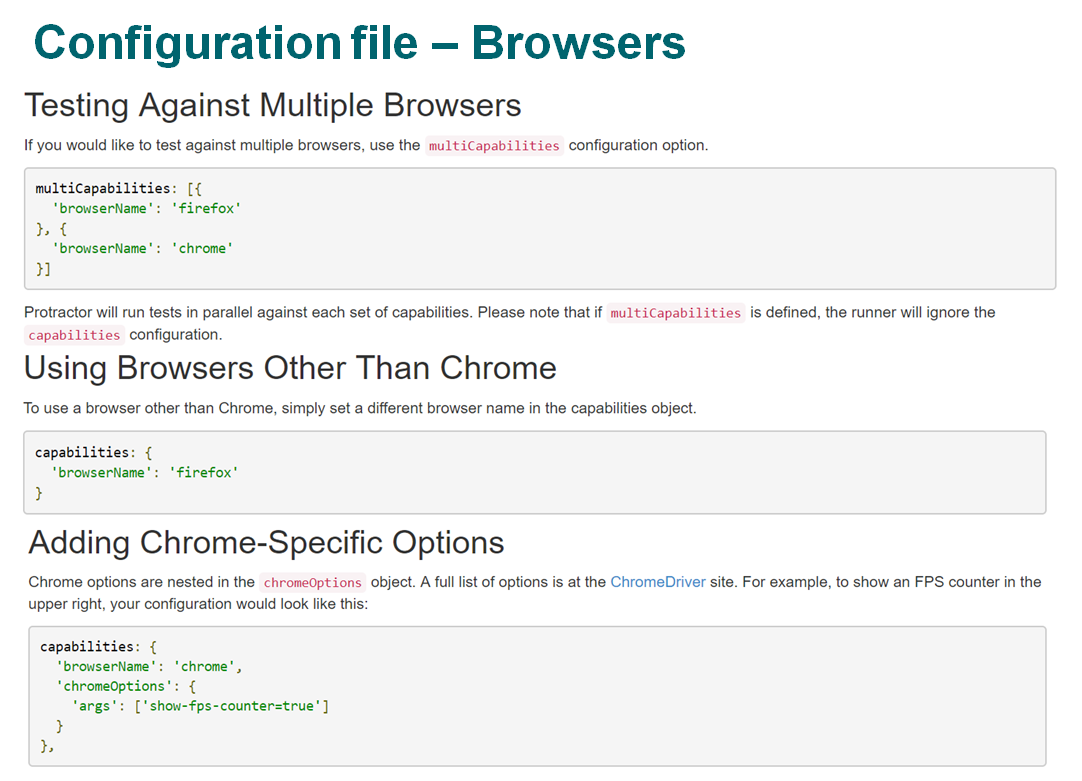 Configuration file – Browsers
Testing Against Multiple Browsers
If you would like to test against multiple browsers, use the multiCapabilities configuration option.
multiCapabilities: [{
  'browserName': 'firefox'
}, {
  'browserName': 'chrome'
}]
Protractor will run tests in parallel against each set of capabilities. Please note that if multiCapabilities is defined, the runner will ignore the
capabilities configuration.
Using Browsers Other Than Chrome
To use a browser other than Chrome, simply set a different browser name in the capabilities object.
capabilities: {
  'browserName': 'firefox'
}
Adding Chrome-Specific Options
Chrome options are nested in the chromeOptions object. A full list of options is at the ChromeDriver site. For example, to show an FPS counter in the
upper right, your configuration would look like this:
capabilities: {
  'browserName': 'chrome',
  'chromeOptions': {
    'args': ['show-fps-counter=true']
  }
},